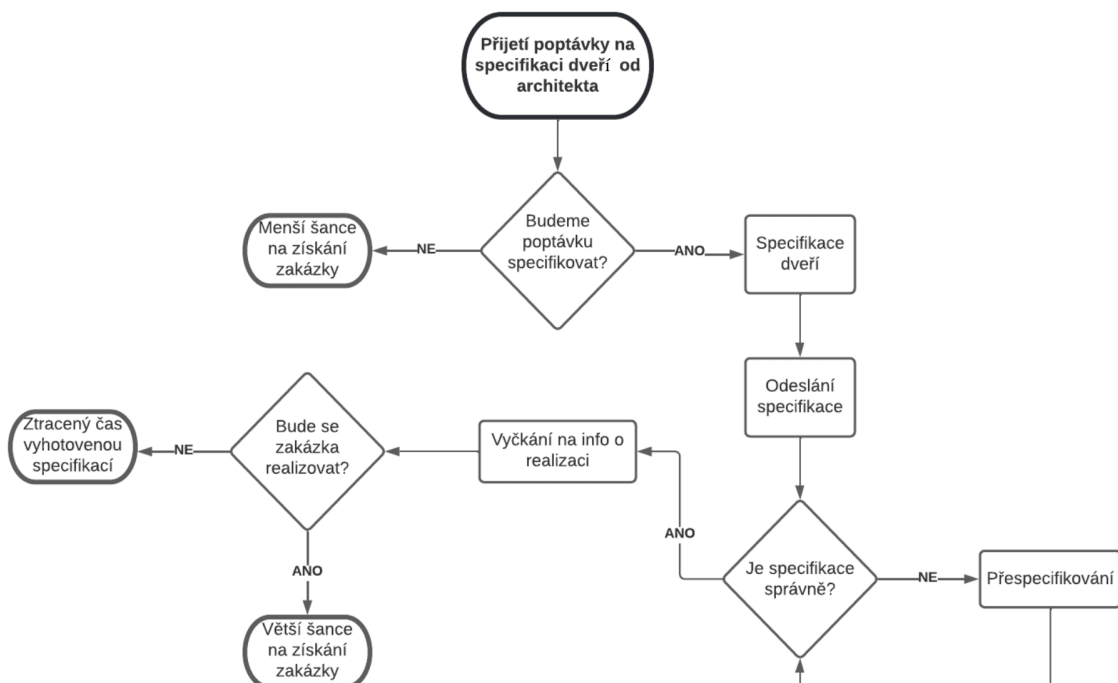 Přijetí poptávky na
specifikaci dveří od
architekta
Budeme
poptávku
specifikovat?
NE
Menší šance
na získání
zakázky
ANO
Specifikace
dveří
Odeslání
specifikace
Je specifikace
správně?
NE
Přespecifikování
ANO
Vyčkání na info o
realizaci
Bude se
zakázka
realizovat?
NE
Ztracený čas
vyhotovenou
specifikací
ANO
Větší šance
na získání
zakázky